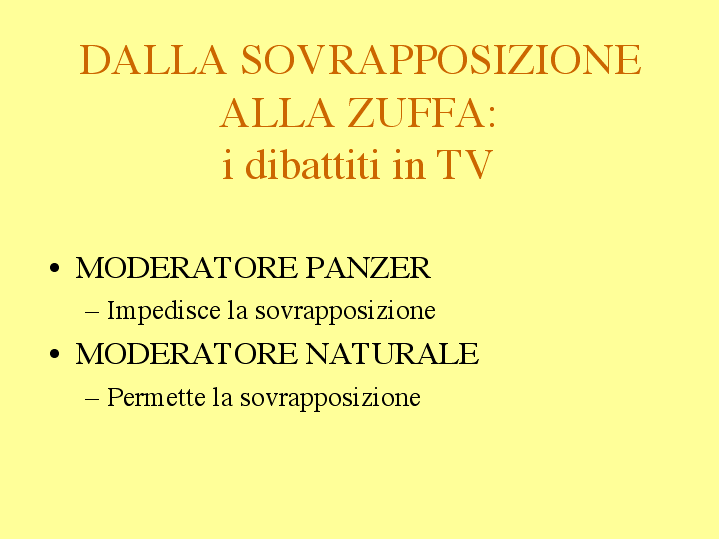 DALLA SOVRAPPOSIZIONE
ALLA ZUFFA:
i dibattiti in TV
• MODERATORE PANZER
– Impedisce la sovrapposizione
• MODERATORE NATURALE
– Permette la sovrapposizione